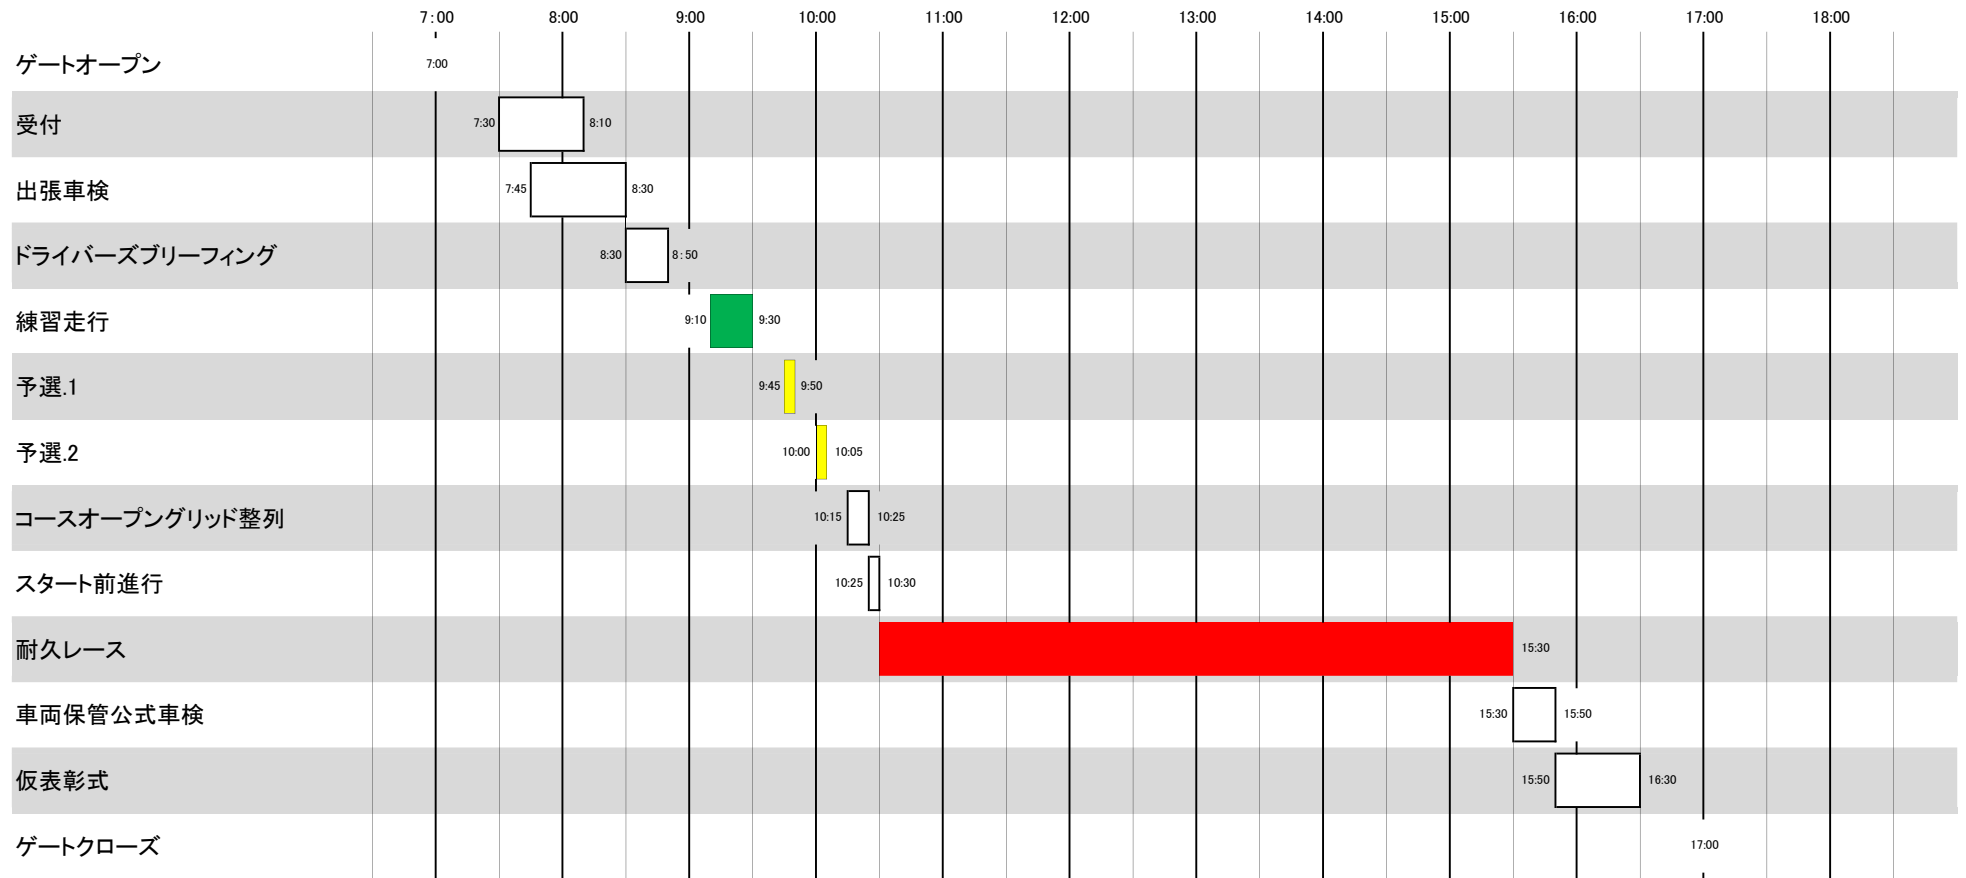 7:00 8:00 9:00 10:00 11:00 12:00 13:00 14:00 15:00 16:00 17:00 18:00
ゲートオープン 7:00
受付 7:30 8:10
出張車検 7:45 8:30
ドライバーズブリーフィング 8:30 8:50
練習走行 9:10 9:30
予選.1 9:45 9:50
予選.2 10:00 10:05
コースオープングリッド整列 10:15 10:25
スタート前進行 10:25 10:30
耐久レース 15:30
車両保管公式車検 15:30 15:50
仮表彰式 15:50 16:30
ゲートクローズ 17:00